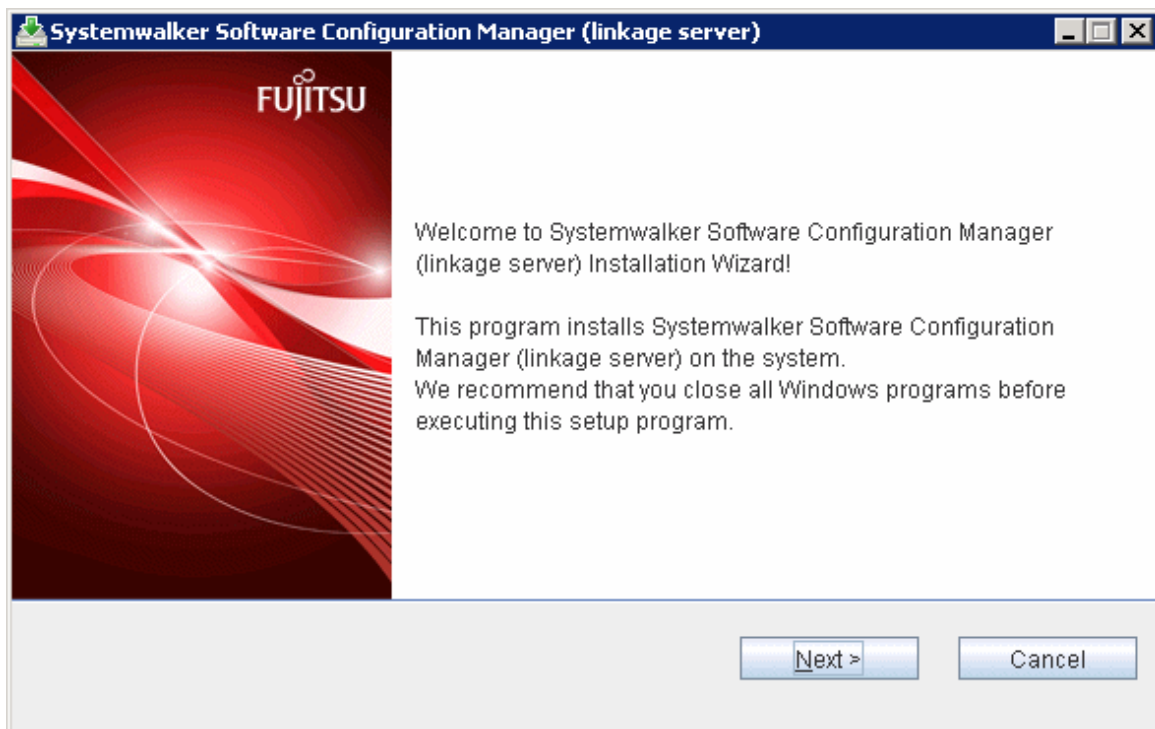 Systemwalker Software Configuration Manager (linkage server)
FUJITSU
Welcome to Systemwalker Software Configuration Manager
(linkage server) Installation Wizard!
This program installs Systemwalker Software Configuration
Manager (linkage server) on the system.
We recommend that you close all Windows programs before
executing this setup program.
Next >
Cancel